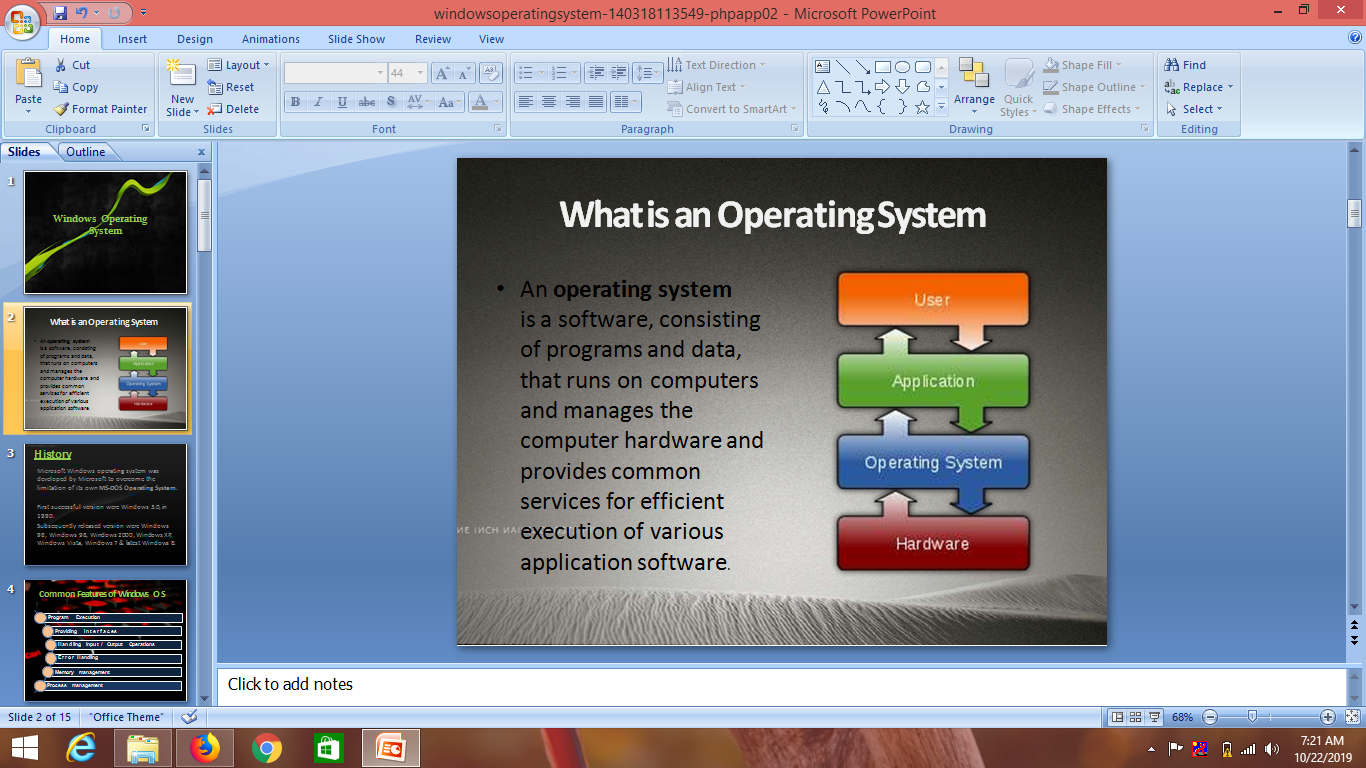 windowsoperatingsystem-140318113549-phpapp02 - Microsoft PowerPoint
Home Insert Design Animations Slide Show Review View
Paste
Cut
Copy
Format Painter
Clipboard
New Slide
Layout
Reset
Delete
Slides
44
B I U abc S AV Aa A
Font
Text Direction
Align Text
Convert to SmartArt
Paragraph
Arrange
Quick Styles
Shape Fill
Shape Outline
Shape Effects
Drawing
Find
Replace
Select
Editing
Slides Outline x
1
Windows Operating
System
2
What is an Operating System
An operating system
is a software, consisting
of programs and data,
that runs on computers
and manages the
computer hardware and
provides common
services for efficient
execution of various
application software.
User
Application
Operating System
Hardware
3
History
Microsoft Windows operating system was
developed by Microsoft to overcome the
limitation of its own MS-DOS Operating System.
First successful version were Windows 3.0, in
1990.
Subsequently released version were Windows
98, Windows 98, Windows 2000, Windows XP,
Windows Vista, Windows 7 & latest Windows 8.
4
Common Features of Windows O S
Program Execution
Providing Interfaces
Handling Input / Output Operations
Error Handling
Memory management
Process management
What is an Operating System
• An operating system
is a software, consisting
of programs and data,
that runs on computers
and manages the
computer hardware and
provides common
services for efficient
execution of various
application software.
User
Application
Operating System
Hardware
Click to add notes
Slide 2 of 15 "Office Theme" 68%
7:21 AM
10/22/2019